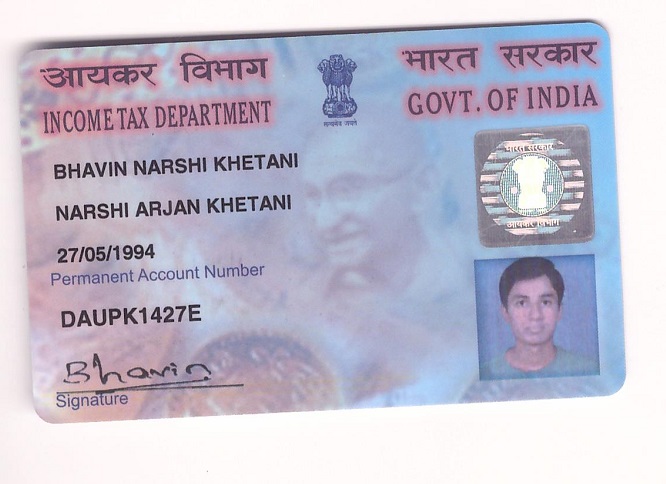 आयकर विभाग
INCOME TAX DEPARTMENT
भारत सरकार
GOVT. OF INDIA
सत्यमेव जयते
BHAVIN NARSHI KHETANI
NARSHI ARJAN KHETANI
27/05/1994
Permanent Account Number
DAUPK1427E
Bhavin
Signature
भारत सरकार
आयकर विभाग